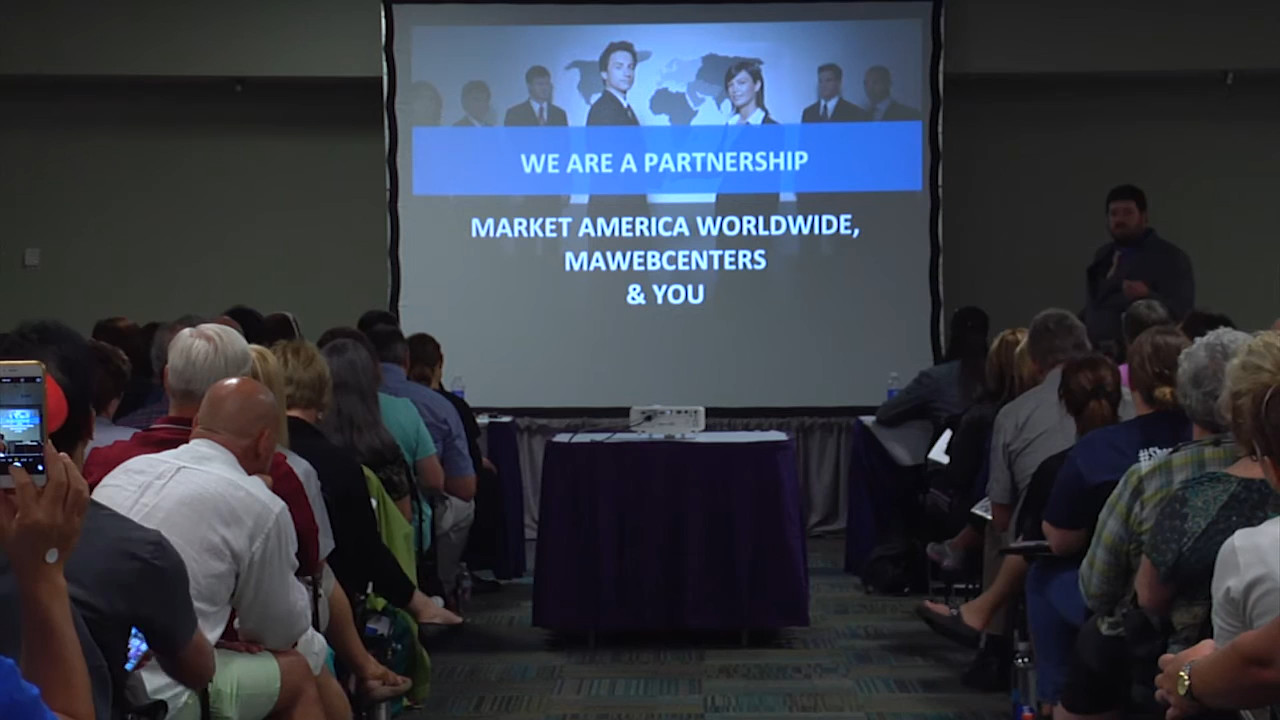 WE ARE A PARTNERSHIP
MARKET AMERICA WORLDWIDE,
MAWEBCENTERS
& YOU